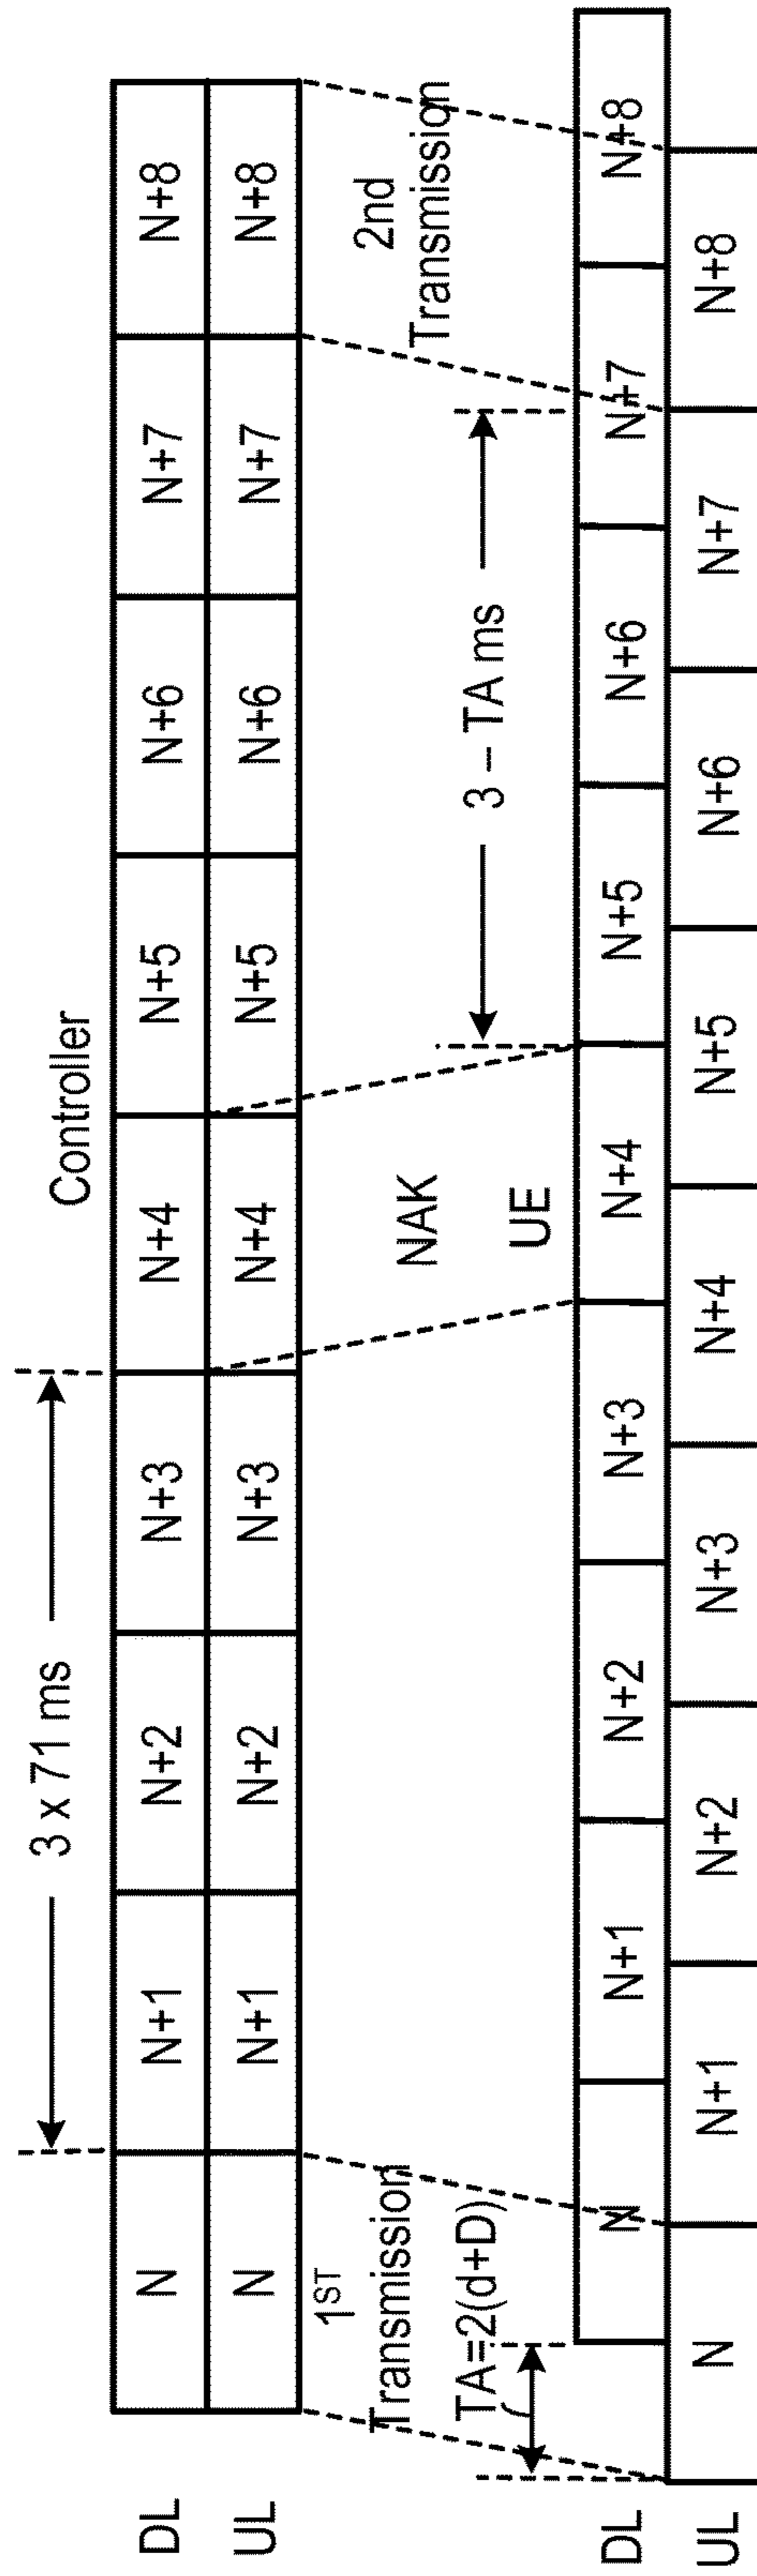 Controller
3 x 71 ms
DL N N+1 N+2 N+3 N+4 N+5 N+6 N+7 N+8
UL N N+1 N+2 N+3 N+4 N+5 N+6 N+7 N+8
1ST
Transmission
NAK
2nd
Transmission
TA=2(d+D)
UE
3 – TA ms
DL N N+1 N+2 N+3 N+4 N+5 N+6 N+7 N+8
UL N N+1 N+2 N+3 N+4 N+5 N+6 N+7 N+8